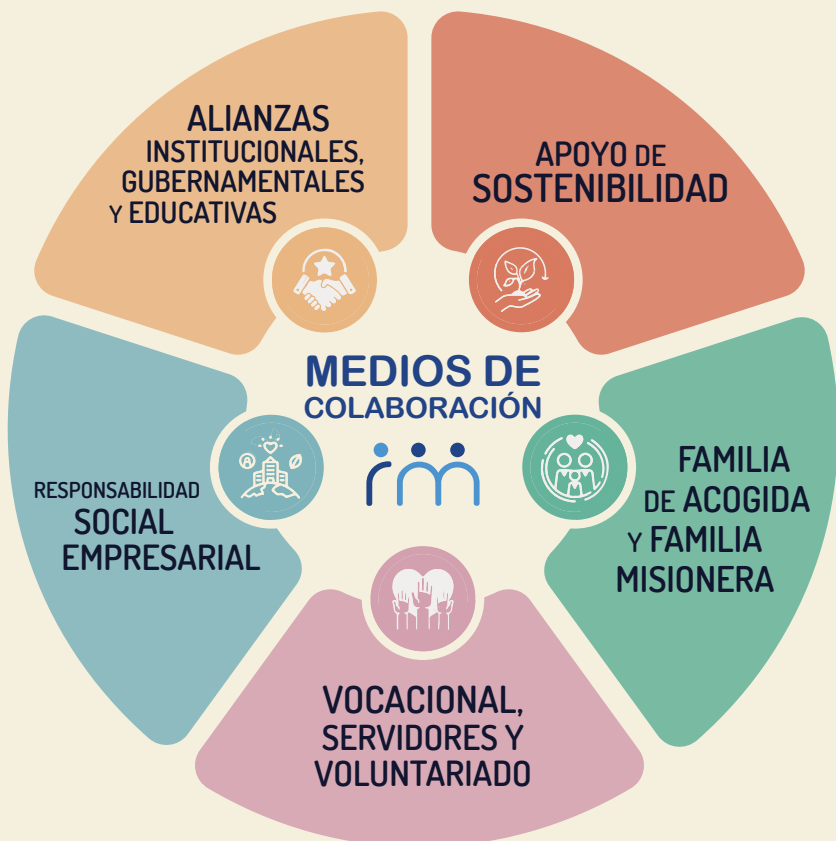 ALIANZAS
INSTITUCIONALES,
GUBERNAMENTALES
Y EDUCATIVAS
APOYO DE
SOSTENIBILIDAD
MEDIOS DE
COLABORACIÓN
RESPONSABILIDAD
SOCIAL
EMPRESARIAL
FAMILIA
DE ACOGIDA
Y FAMILIA
MISIONERA
VOCACIONAL,
SERVIDORES Y
VOLUNTARIADO